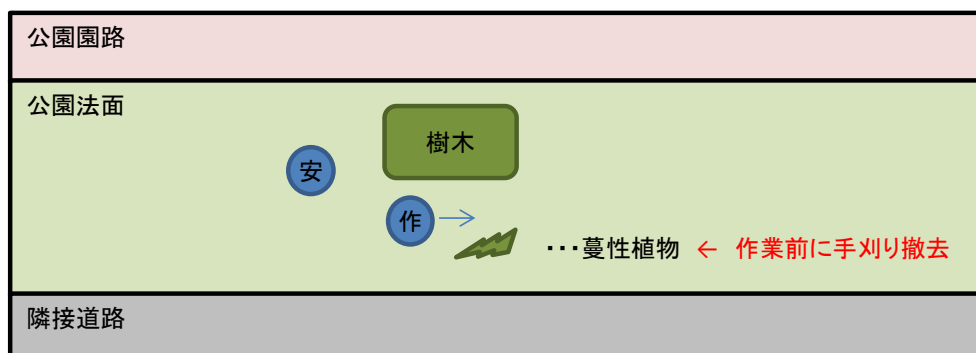 公園園路
公園法面
樹木
安
作
・・・蔓性植物 ← 作業前に手刈り撤去
隣接道路